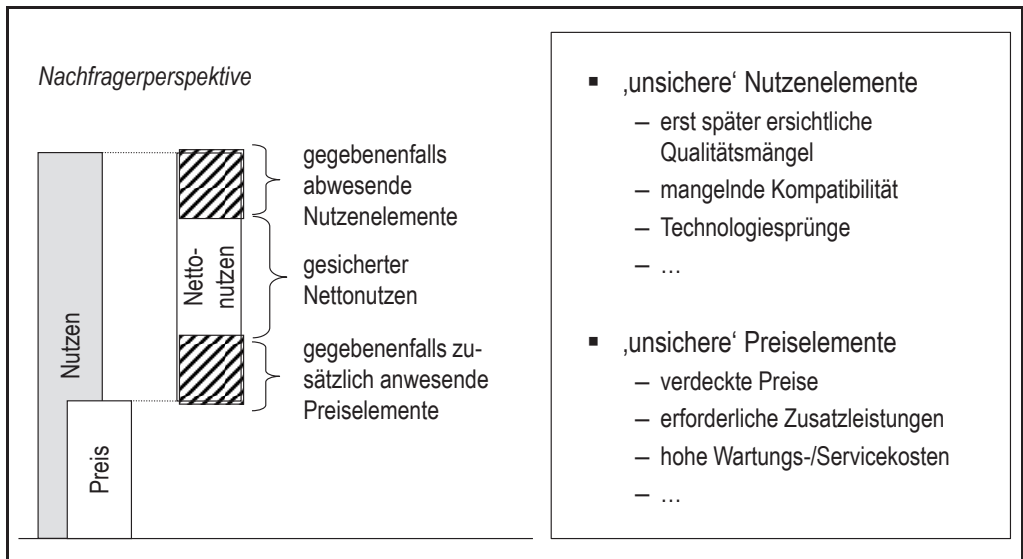 Nachfragerperspektive
Nutzen
Preis
Netto-
nutzen
gegebenenfalls
abwesende
Nutzenelemente
gesicherter
Nettonutzen
gegebenenfalls zu-
sätzlich anwesende
Preiselemente
▪ ‚unsichere‘ Nutzenelemente
– erst später ersichtliche
Qualitätsmängel
– mangelnde Kompatibilität
– Technologiesprünge
– …
▪ ‚unsichere‘ Preiselemente
– verdeckte Preise
– erforderliche Zusatzleistungen
– hohe Wartungs-/Servicekosten
– …